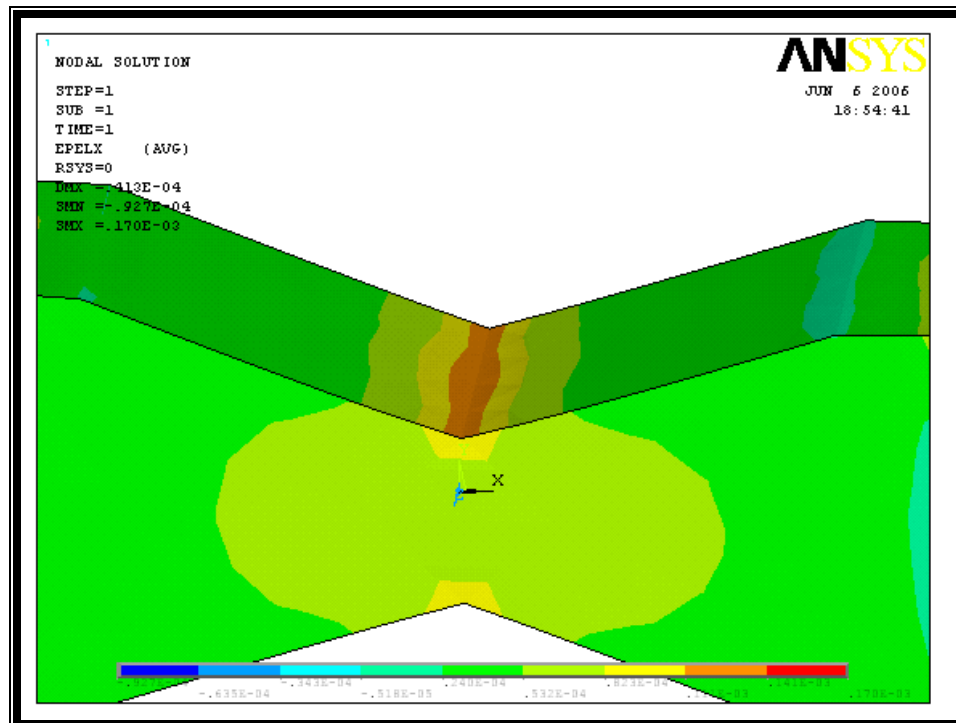 ANSYS
NODAL SOLUTION
STEP=1
SUB =1
TIME=1
EPELX (AVG)
RSYS=0
DMX =.413E-04
SMN =-.927E-04
SMX =.170E-03
JUN 6 2006
18:54:41
X
-.635E-04
-.343E-04
-.518E-05
.240E-04
.532E-04
.823E-04
.141E-03
.170E-03